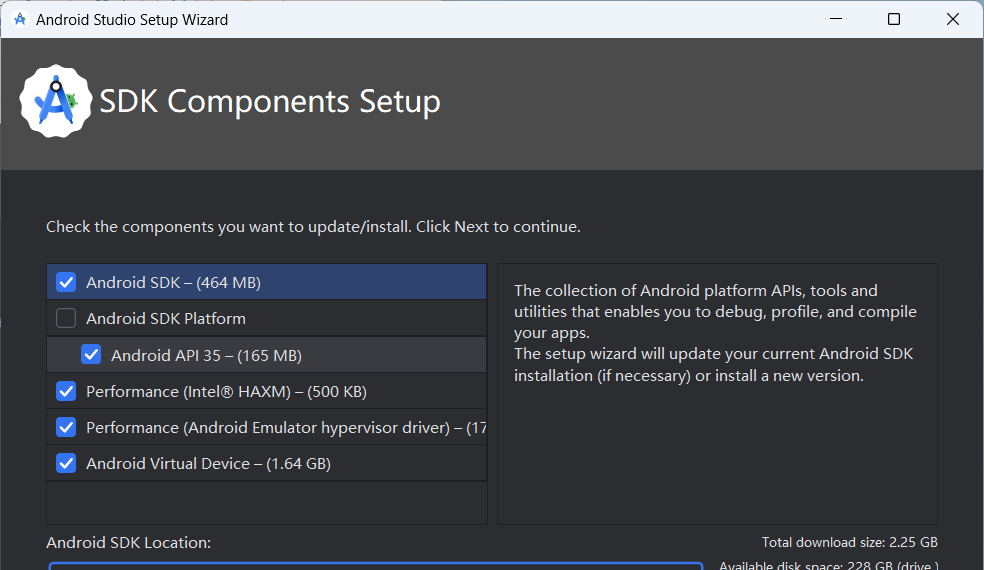 Android Studio Setup Wizard
SDK Components Setup
Check the components you want to update/install. Click Next to continue.
Android SDK – (464 MB)
Android SDK Platform
Android API 35 – (165 MB)
Performance (Intel® HAXM) – (500 KB)
Performance (Android Emulator hypervisor driver) – (17
Android Virtual Device – (1.64 GB)
The collection of Android platform APIs, tools and
utilities that enables you to debug, profile, and compile
your apps.
The setup wizard will update your current Android SDK
installation (if necessary) or install a new version.
Android SDK Location:
Total download size: 2.25 GB
Available disk space: 228 GB (drive )